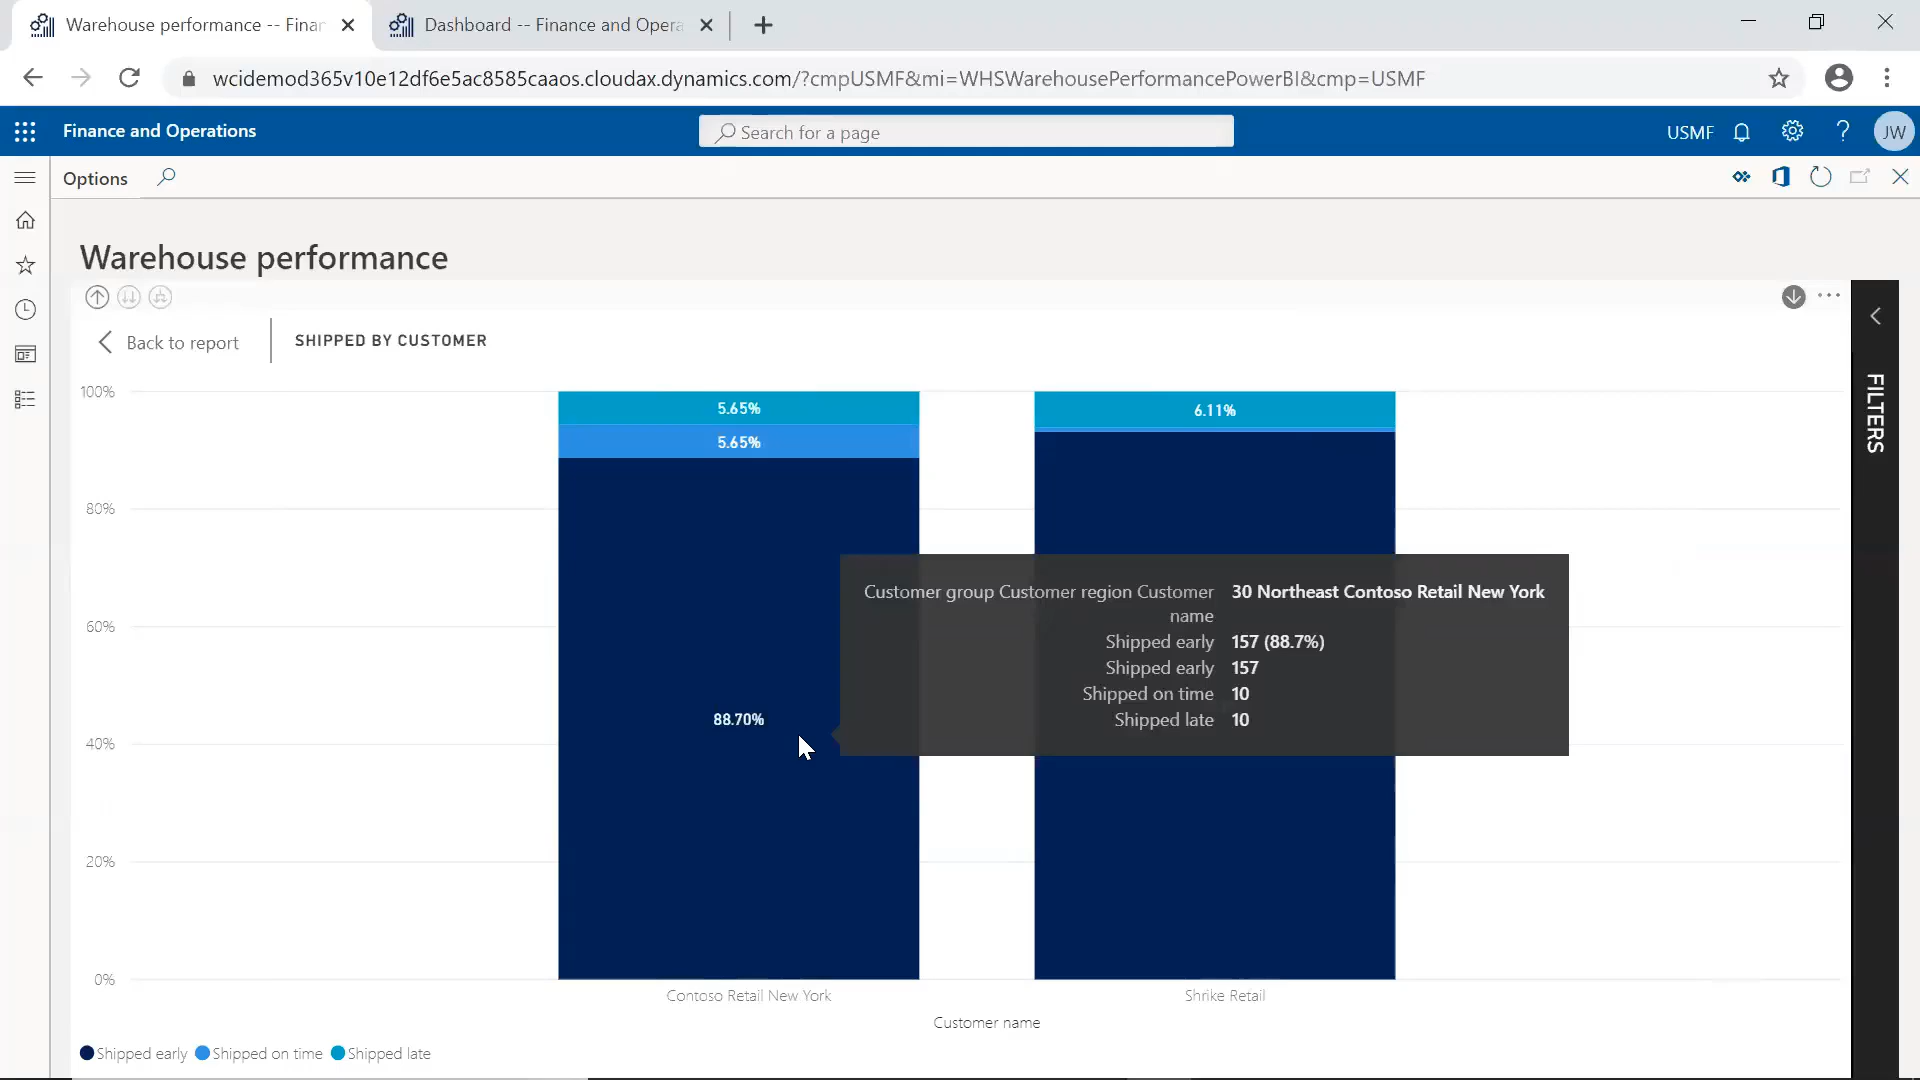 Warehouse performance -- Finan
Dashboard -- Finance and Opera
wcidemod365v10e12df6e5ac8585caaos.cloudax.dynamics.com/?cmpUSMF&mi=WHSWarehousePerformancePowerBI&cmp=USMF
Finance and Operations
Search for a page
USMF
?
JW
Options
Warehouse performance
Back to report
SHIPPED BY CUSTOMER
FILTERS
100%
80%
60%
40%
20%
0%
5.65%
5.65%
88.70%
6.11%
Customer group Customer region Customer name 30 Northeast Contoso Retail New York
Shipped early 157 (88.7%)
Shipped early 157
Shipped on time 10
Shipped late 10
Contoso Retail New York
Shrike Retail
Customer name
Shipped early Shipped on time Shipped late